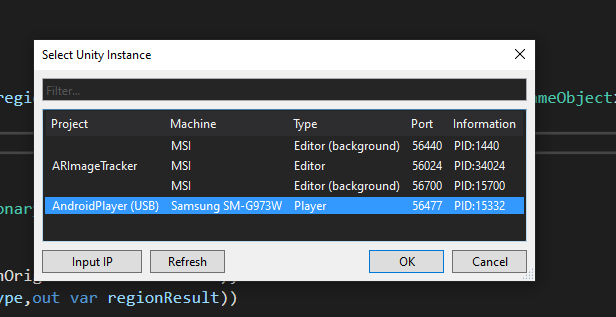 Select Unity Instance
Filter...
regi
meObject
Project Machine Type Port Information
MSI Editor (background) 56440 PID:1440
ARImageTracker MSI Editor 56024 PID:34024
MSI Editor (background) 56700 PID:15700
onary
AndroidPlayer (USB) Samsung SM-G973W Player 56477 PID:15332
Input IP Refresh OK Cancel
nOrig
ype,out var regionResult))